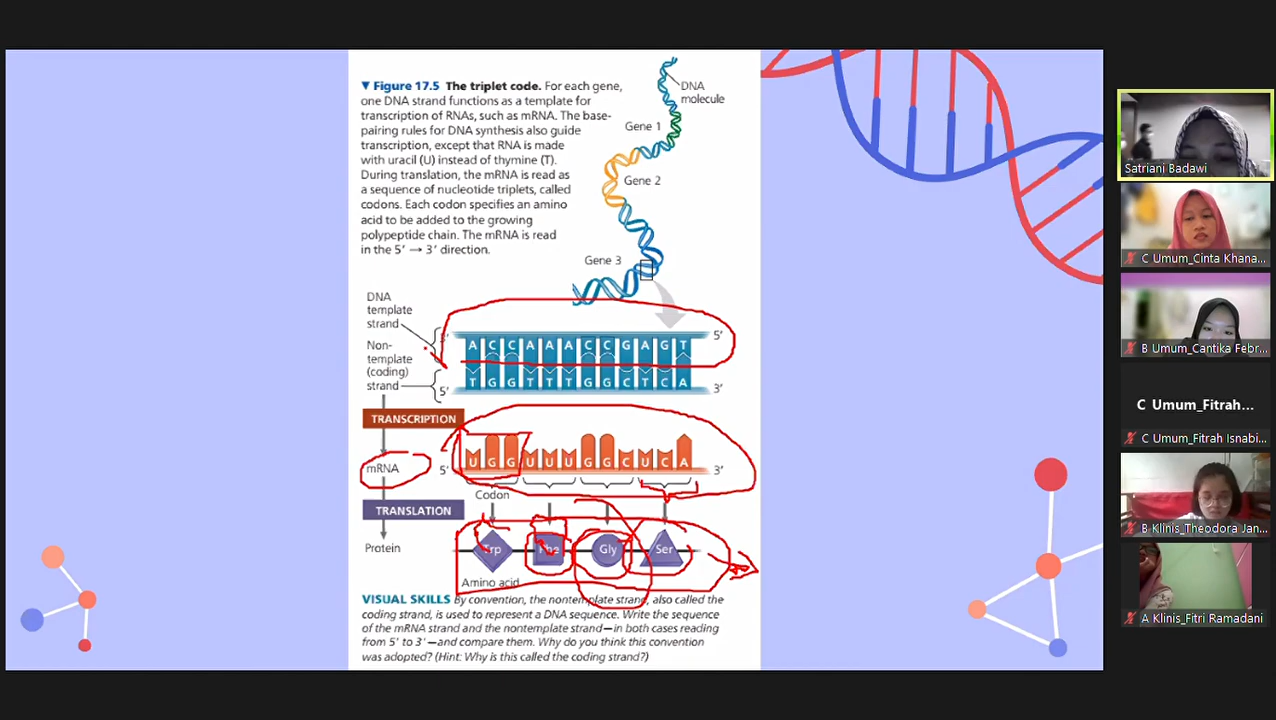 ▼ Figure 17.5 The triplet code. For each gene,
one DNA strand functions as a template for
transcription of RNAs, such as mRNA. The base-
pairing rules for DNA synthesis also guide
transcription, except that RNA is made
with uracil (U) instead of thymine (T).
During translation, the mRNA is read as
a sequence of nucleotide triplets, called
codons. Each codon specifies an amino
acid to be added to the growing
polypeptide chain. The mRNA is read
in the 5′ → 3′ direction.
DNA
molecule
Gene 1
Gene 2
Gene 3
DNA
template
strand
3′
5′
A C C A A A C C G A G T
Non-
template
(coding)
strand
T G G T T T G G C T C A
5′
3′
TRANSCRIPTION
mRNA
5′
U G G U U U G G C U C A
3′
Codon
TRANSLATION
Protein
Trp
Phe
Gly
Ser
Amino acid
VISUAL SKILLS By convention, the nontemplate strand, also called the
coding strand, is used to represent a DNA sequence. Write the sequence
of the mRNA strand and the nontemplate strand—in both cases reading
from 5′ to 3′—and compare them. Why do you think this convention
was adopted? (Hint: Why is this called the coding strand?)
Satriani Badawi
C Umum_Cinta Khana...
B Umum_Cantika Febr...
C Umum_Fitrah...
C Umum_Fitrah Isnabi...
B Klinis_Theodora Jan...
A Klinis_Fitri Ramadani